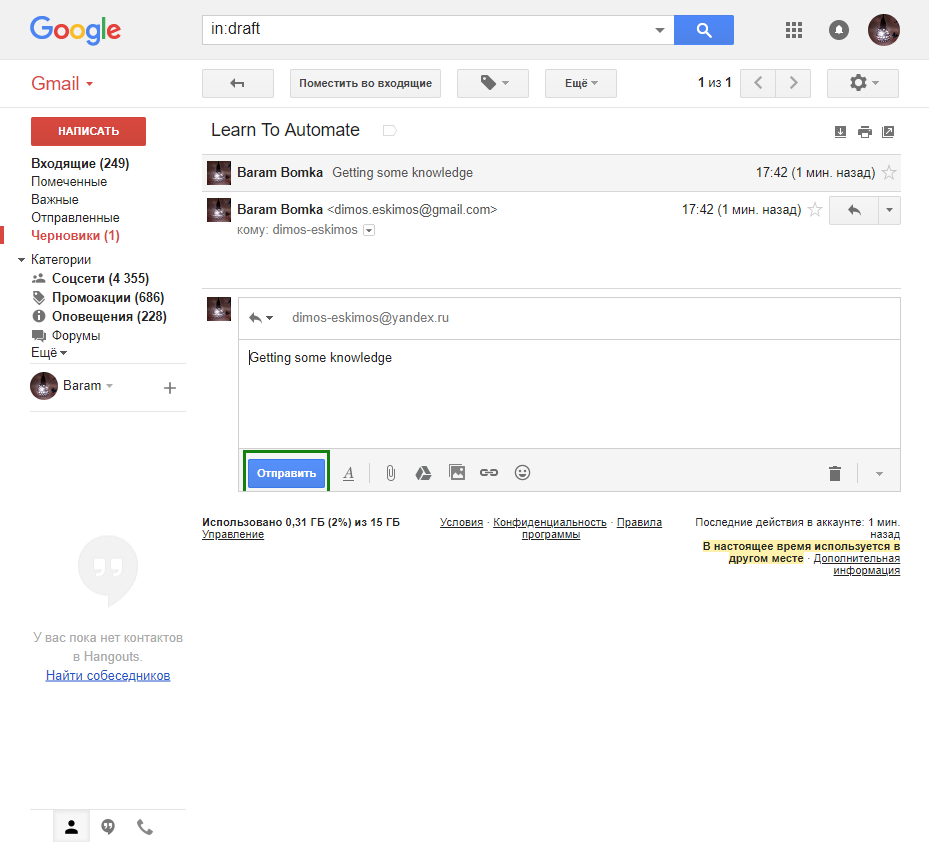 Google
in:draft
Gmail
Поместить во входящие
Ещё
1 из 1
НАПИСАТЬ
Входящие (249)
Помеченные
Важные
Отправленные
Черновики (1)
Категории
Соцсети (4 355)
Промоакции (686)
Оповещения (228)
Форумы
Ещё
Baram
У вас пока нет контактов
в Hangouts.
Найти собеседников
Learn To Automate
Baram Bomka Getting some knowledge 17:42 (1 мин. назад)
Baram Bomka <dimos.eskimos@gmail.com> 17:42 (1 мин. назад)
кому: dimos-eskimos
dimos-eskimos@yandex.ru
Getting some knowledge
Отправить
A
Использовано 0,31 ГБ (2%) из 15 ГБ
Управление
Условия · Конфиденциальность · Правила
программы
Последние действия в аккаунте: 1 мин.
назад
В настоящее время используется в
другом месте · Дополнительная
информация